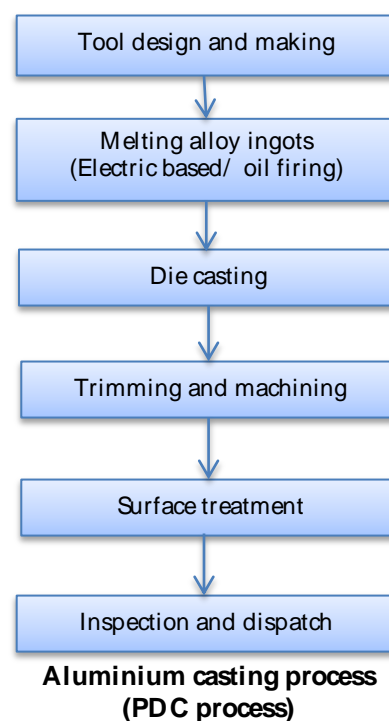 Tool design and making
Melting alloy ingots
(Electric based/ oil firing)
Die casting
Trimming and machining
Surface treatment
Inspection and dispatch
Aluminium casting process
(PDC process)